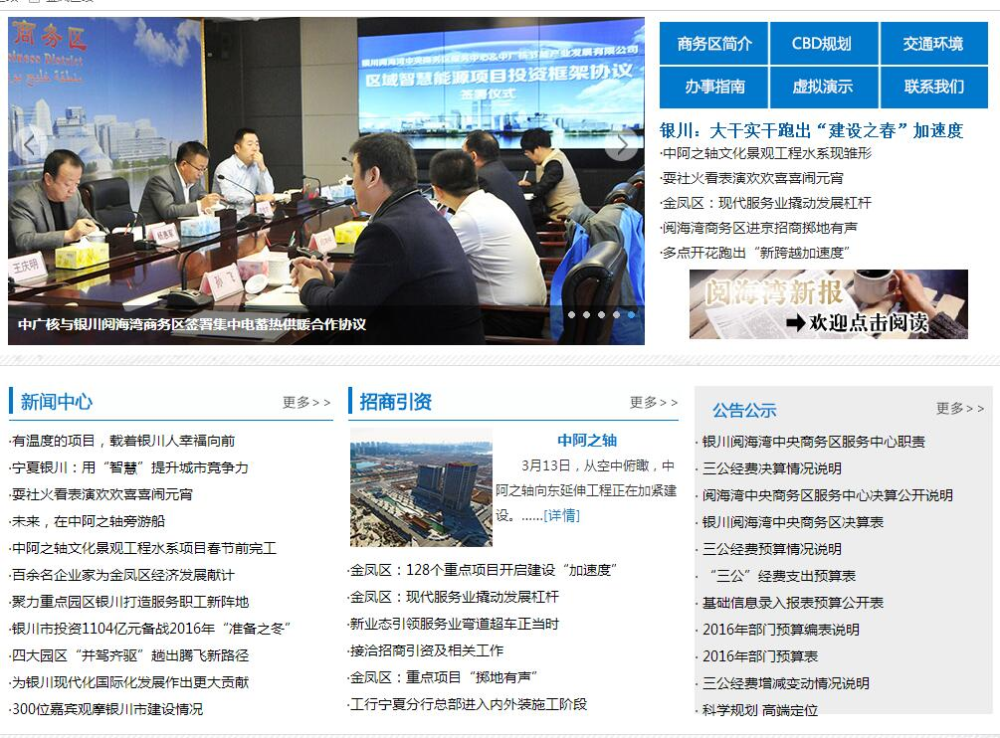 商务区
银川阅海湾中央商务区服务中心&中广核节能产业发展有限公司
区域智慧能源项目投资框架协议
签署仪式
王庆明
杨惠军
孙飞
中广核与银川阅海湾商务区签署集中电蓄热供暖合作协议
商务区简介
CBD规划
交通环境
办事指南
虚拟演示
联系我们
银川：大干实干跑出“建设之春”加速度
·中阿之轴文化景观工程水系现雏形
·耍社火看表演欢欢喜喜闹元宵
·金凤区：现代服务业撬动发展杠杆
·阅海湾商务区进京招商掷地有声
·多点开花跑出“新跨越加速度”
阅海湾新报
➡欢迎点击阅读
新闻中心
更多>>
·有温度的项目，载着银川人幸福向前
·宁夏银川：用“智慧”提升城市竞争力
·耍社火看表演欢欢喜喜闹元宵
·未来，在中阿之轴旁游船
·中阿之轴文化景观工程水系项目春节前完工
·百余名企业家为金凤区经济发展献计
·聚力重点园区银川打造服务职工新阵地
·银川市投资1104亿元备战2016年“准备之冬”
·四大园区“并驾齐驱”趟出腾飞新路径
·为银川现代化国际化发展作出更大贡献
·300位嘉宾观摩银川市建设情况
招商引资
更多>>
中阿之轴
3月13日，从空中俯瞰，中
阿之轴向东延伸工程正在加紧建
设。......[详情]
·金凤区：128个重点项目开启建设“加速度”
·金凤区：现代服务业撬动发展杠杆
·新业态引领服务业弯道超车正当时
·接洽招商引资及相关工作
·金凤区：重点项目“掷地有声”
·工行宁夏分行总部进入内外装施工阶段
公告公示
更多>>
· 银川阅海湾中央商务区服务中心职责
· 三公经费决算情况说明
· 阅海湾中央商务区服务中心决算公开说明
· 银川阅海湾中央商务区决算表
· 三公经费预算情况说明
· “三公”经费支出预算表
· 基础信息录入报表预算公开表
· 2016年部门预算编表说明
· 2016年部门预算表
· 三公经费增减变动情况说明
· 科学规划 高端定位